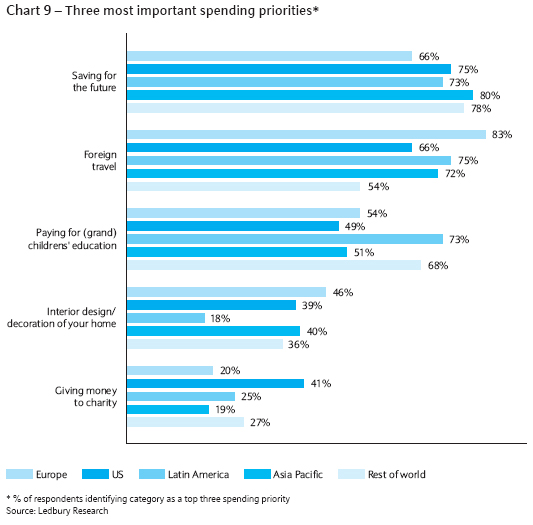 Chart 9 – Three most important spending priorities*
Saving for
the future
66%
75%
73%
80%
78%
Foreign
travel
83%
66%
75%
72%
54%
Paying for (grand)
childrens' education
54%
49%
73%
51%
68%
Interior design/
decoration of your home
46%
39%
18%
40%
36%
Giving money
to charity
20%
41%
25%
19%
27%
Europe US Latin America Asia Pacific Rest of world
* % of respondents identifying category as a top three spending priority
Source: Ledbury Research